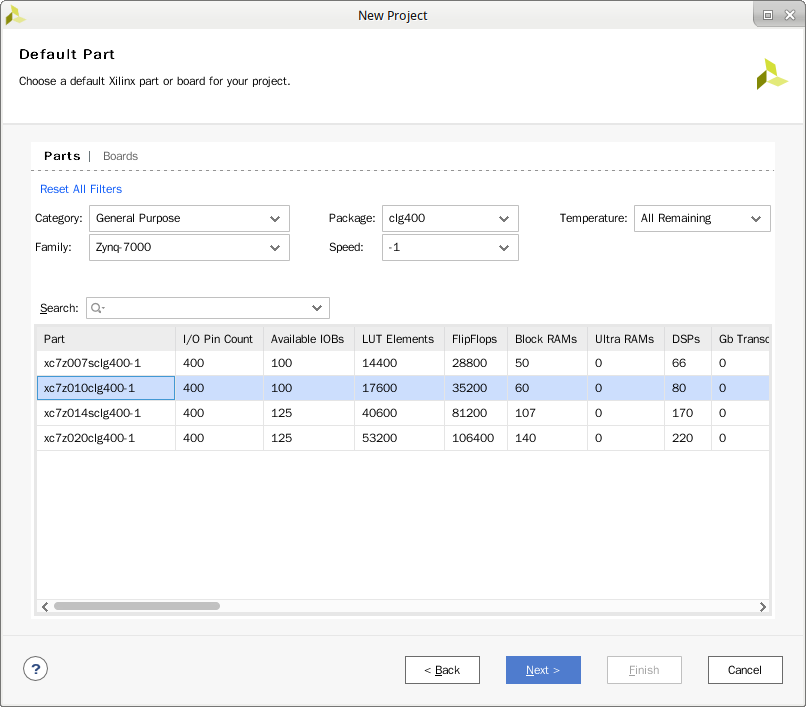 New Project
Default Part
Choose a default Xilinx part or board for your project.
Parts | Boards
Reset All Filters
Category: General Purpose Package: clg400 Temperature: All Remaining
Family: Zynq-7000 Speed: -1
Search: Q-
Part I/O Pin Count Available IOBs LUT Elements FlipFlops Block RAMs Ultra RAMs DSPs Gb Transc
xc7z007sclg400-1 400 100 14400 28800 50 0 66 0
xc7z010clg400-1 400 100 17600 35200 60 0 80 0
xc7z014sclg400-1 400 125 40600 81200 107 0 170 0
xc7z020clg400-1 400 125 53200 106400 140 0 220 0
? < Back Next > Finish Cancel